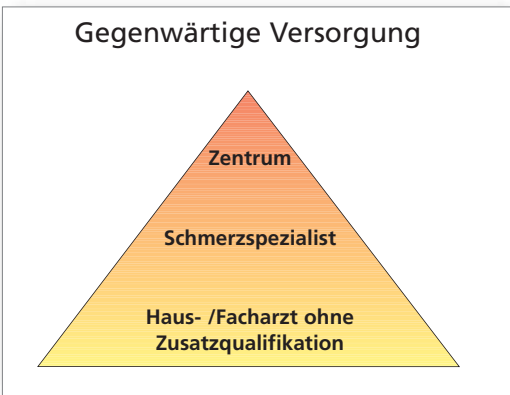 Gegenwärtige Versorgung
Zentrum
Schmerzspezialist
Haus- /Facharzt ohne
Zusatzqualifikation